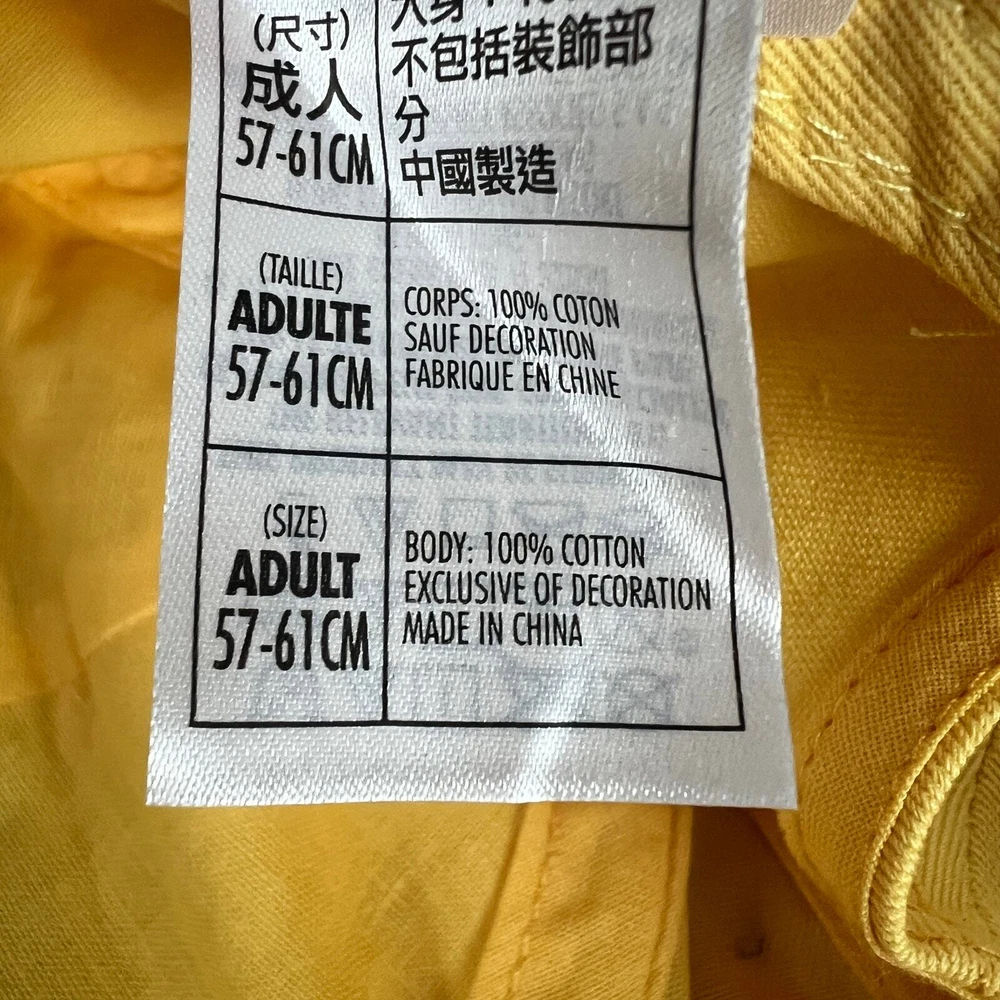 (尺寸)
成人
57-61CM
不包括裝飾部
分
中國製造
(TAILLE)
ADULTE
57-61CM
CORPS: 100% COTON
SAUF DECORATION
FABRIQUE EN CHINE
(SIZE)
ADULT
57-61CM
BODY: 100% COTTON
EXCLUSIVE OF DECORATION
MADE IN CHINA